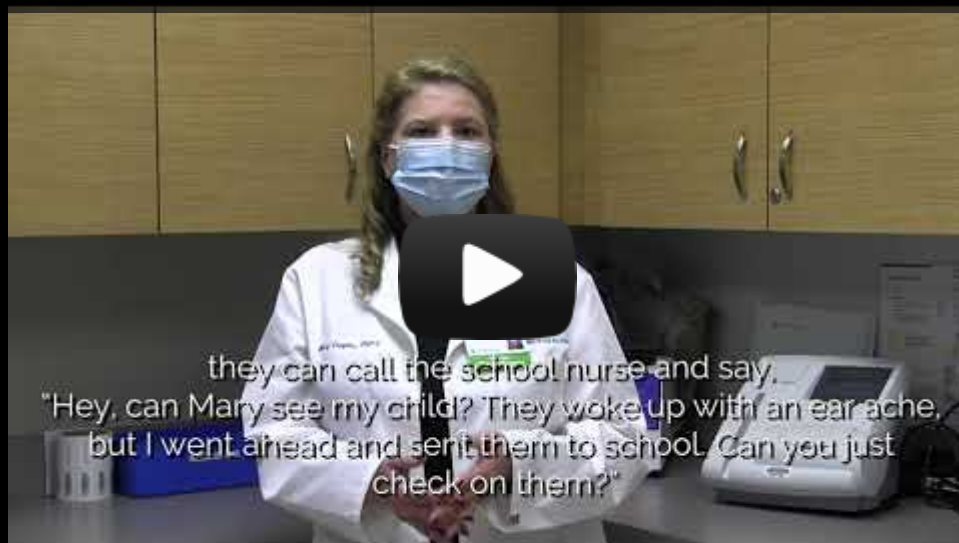 they can call the school nurse and say,
"Hey, can Mary see my child? They woke up with an ear ache,
but I went ahead and sent them to school. Can you just
check on them?"